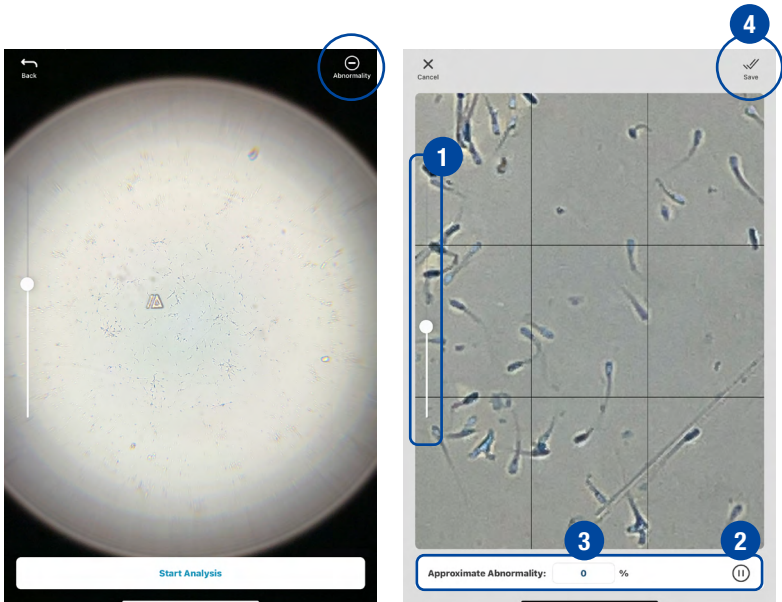 4
Back
Abnormality
Cancel
Save
1
3
2
Start Analysis
Approximate Abnormality: 0 %